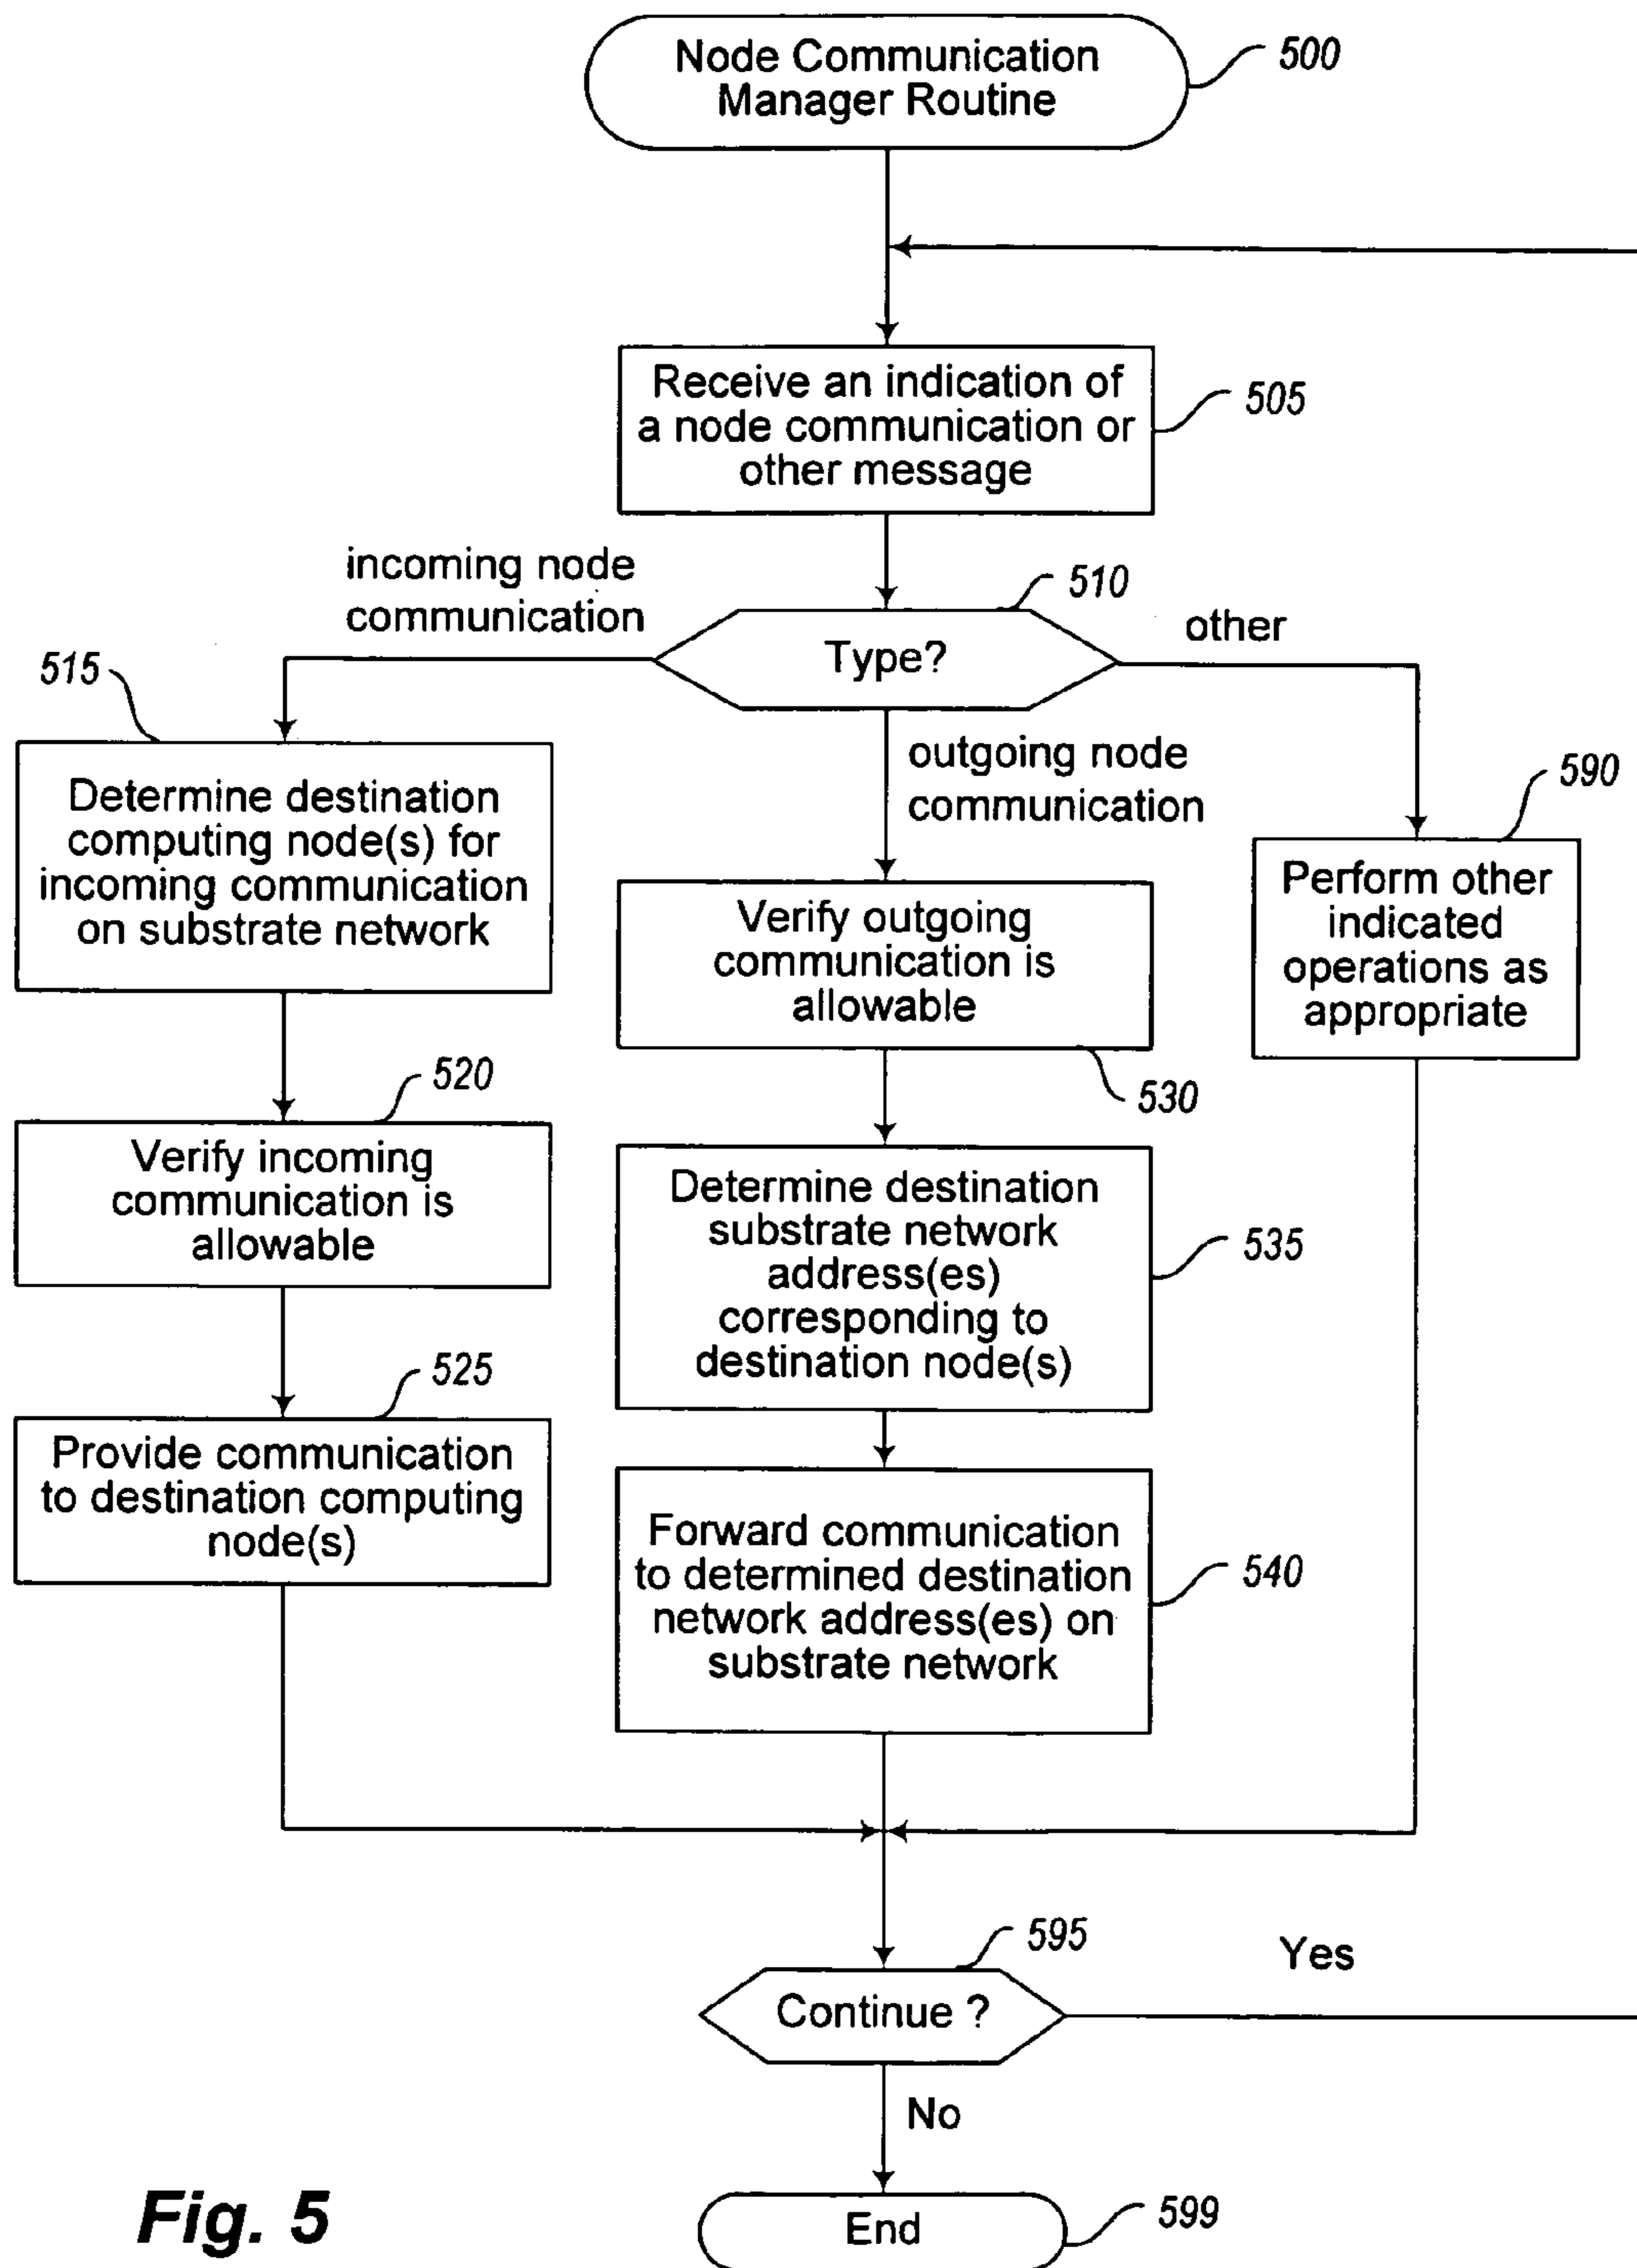 Node Communication
Manager Routine
500
Receive an indication of
a node communication or
other message
505
incoming node
communication
510
Type?
other
515
Determine destination
computing node(s) for
incoming communication
on substrate network
outgoing node
communication
590
Perform other
indicated
operations as
appropriate
Verify outgoing
communication is
allowable
530
520
Verify incoming
communication is
allowable
Determine destination
substrate network
address(es)
corresponding to
destination node(s)
535
525
Provide communication
to destination computing
node(s)
Forward communication
to determined destination
network address(es) on
substrate network
540
595
Continue ?
Yes
No
End
599
Fig. 5